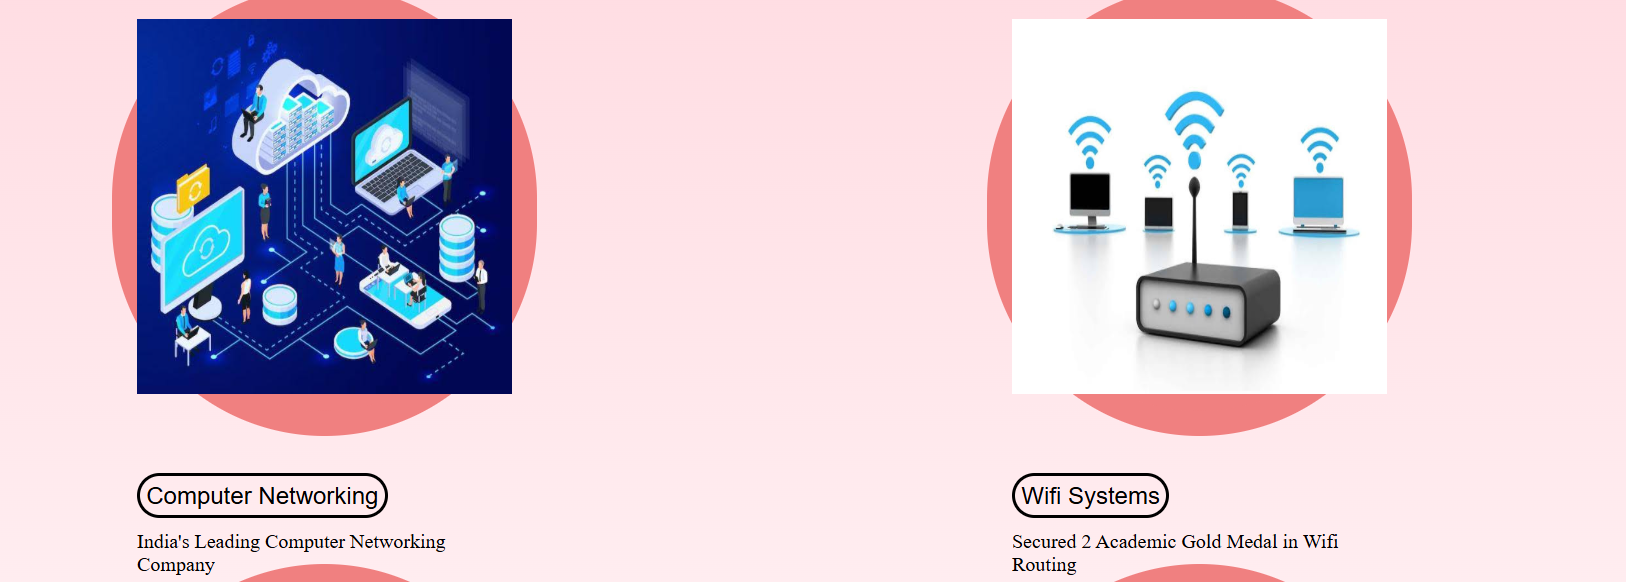 Computer Networking
India's Leading Computer Networking
Company
Wifi Systems
Secured 2 Academic Gold Medal in Wifi
Routing